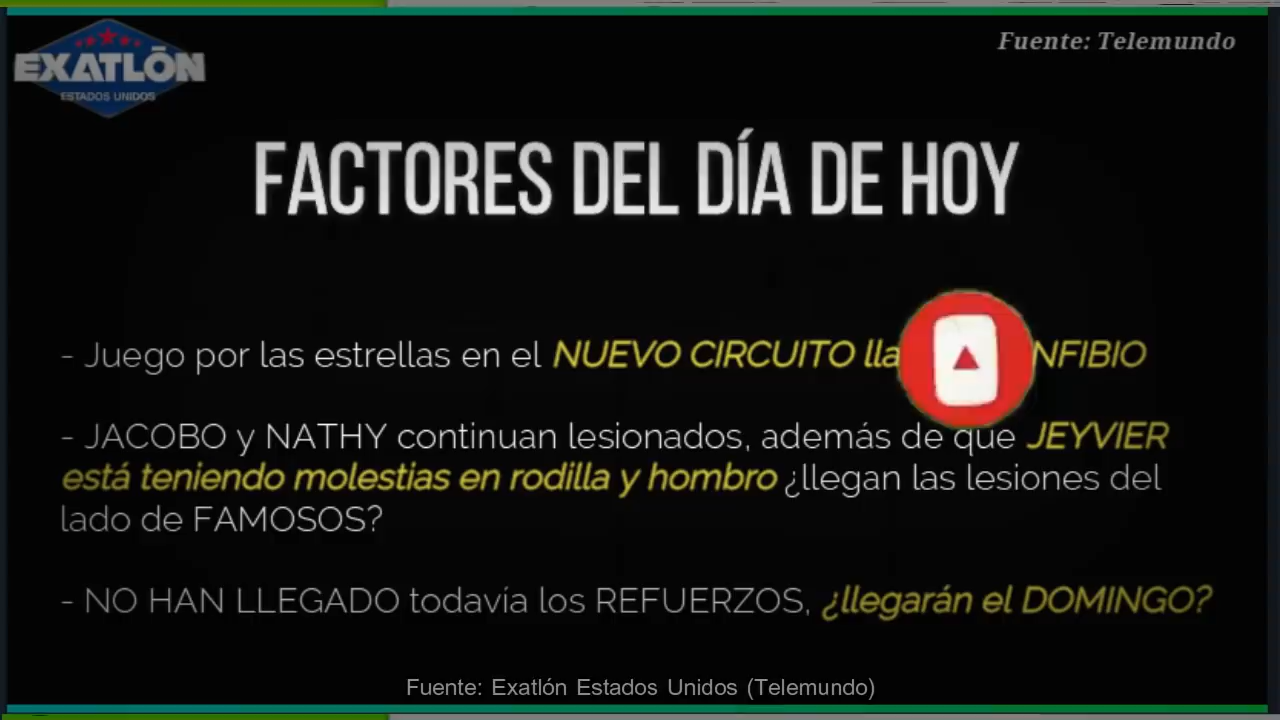 EXATLÓN
ESTADOS UNIDOS
Fuente: Telemundo
FACTORES DEL DÍA DE HOY
- Juego por las estrellas en el NUEVO CIRCUITO
- JACOBO y NATHY continuan lesionados, además de que JEYVIER
está teniendo molestias en rodilla y hombro ¿llegan las lesiones del
lado de FAMOSOS?
- NO HAN LLEGADO todavía los REFUERZOS, ¿llegarán el DOMINGO?
Fuente: Exatlón Estados Unidos (Telemundo)